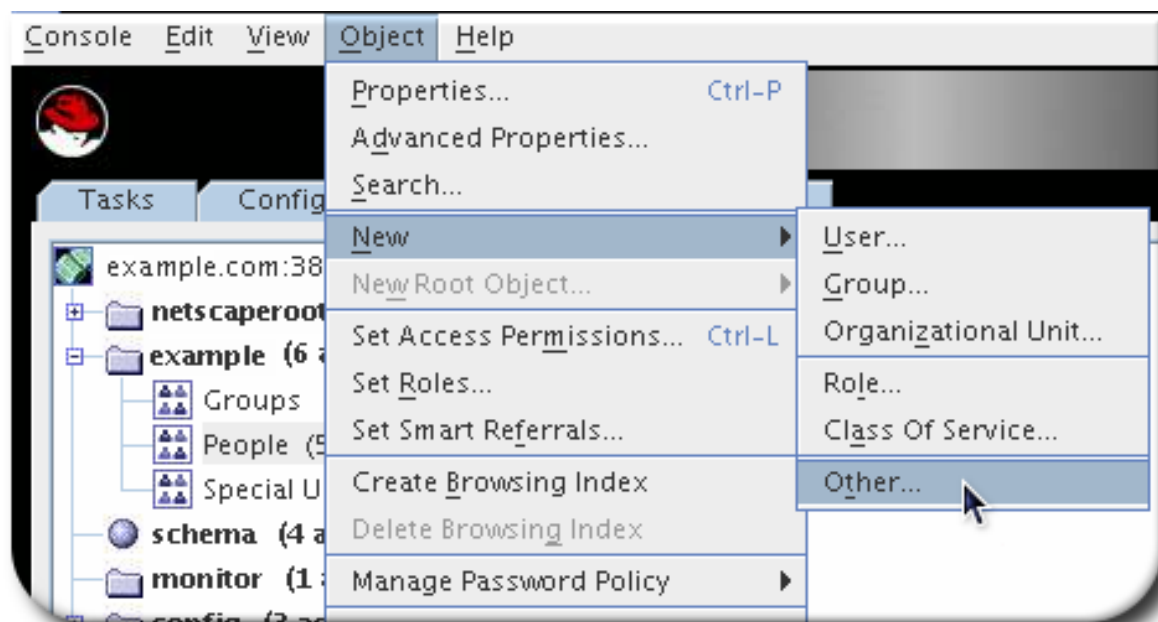 Console Edit View Object Help
Properties... Ctrl-P
Advanced Properties...
Search...
Tasks Config
New
New Root Object...
Set Access Permissions... Ctrl-L
Set Roles...
Set Smart Referrals...
Create Browsing Index
Delete Browsing Index
Manage Password Policy
User...
Group...
Organizational Unit...
Role...
Class Of Service...
Other...
example.com:38
netscaperoot
example (6 a
Groups
People (5
Special U
schema (4 a
monitor (1
config (3 ac